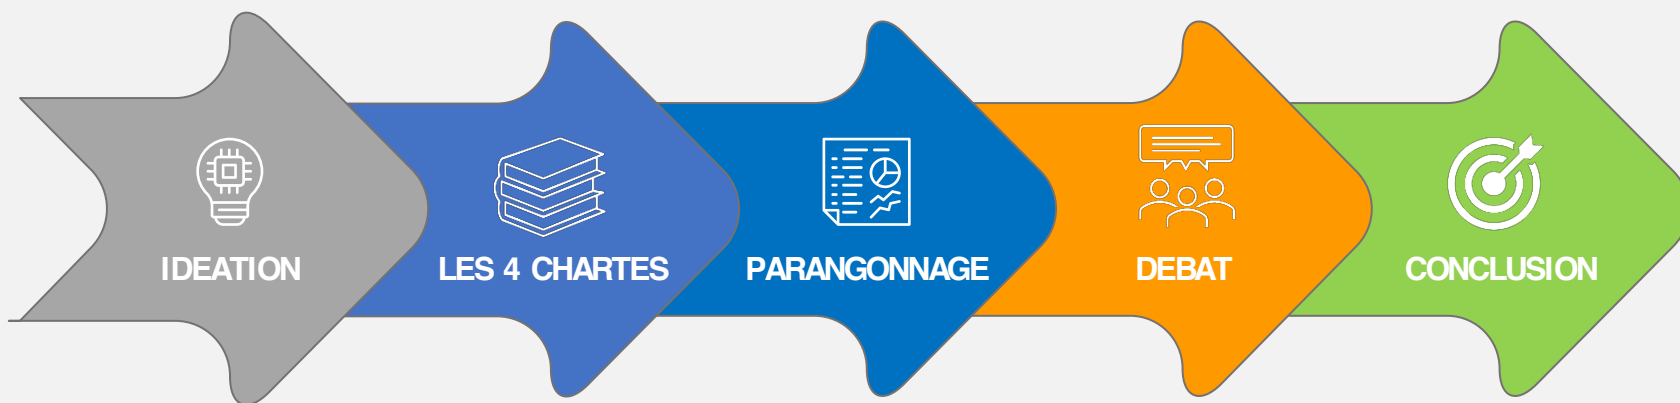 IDEATION
LES 4 CHARTES
PARANGONNAGE
DEBAT
CONCLUSION